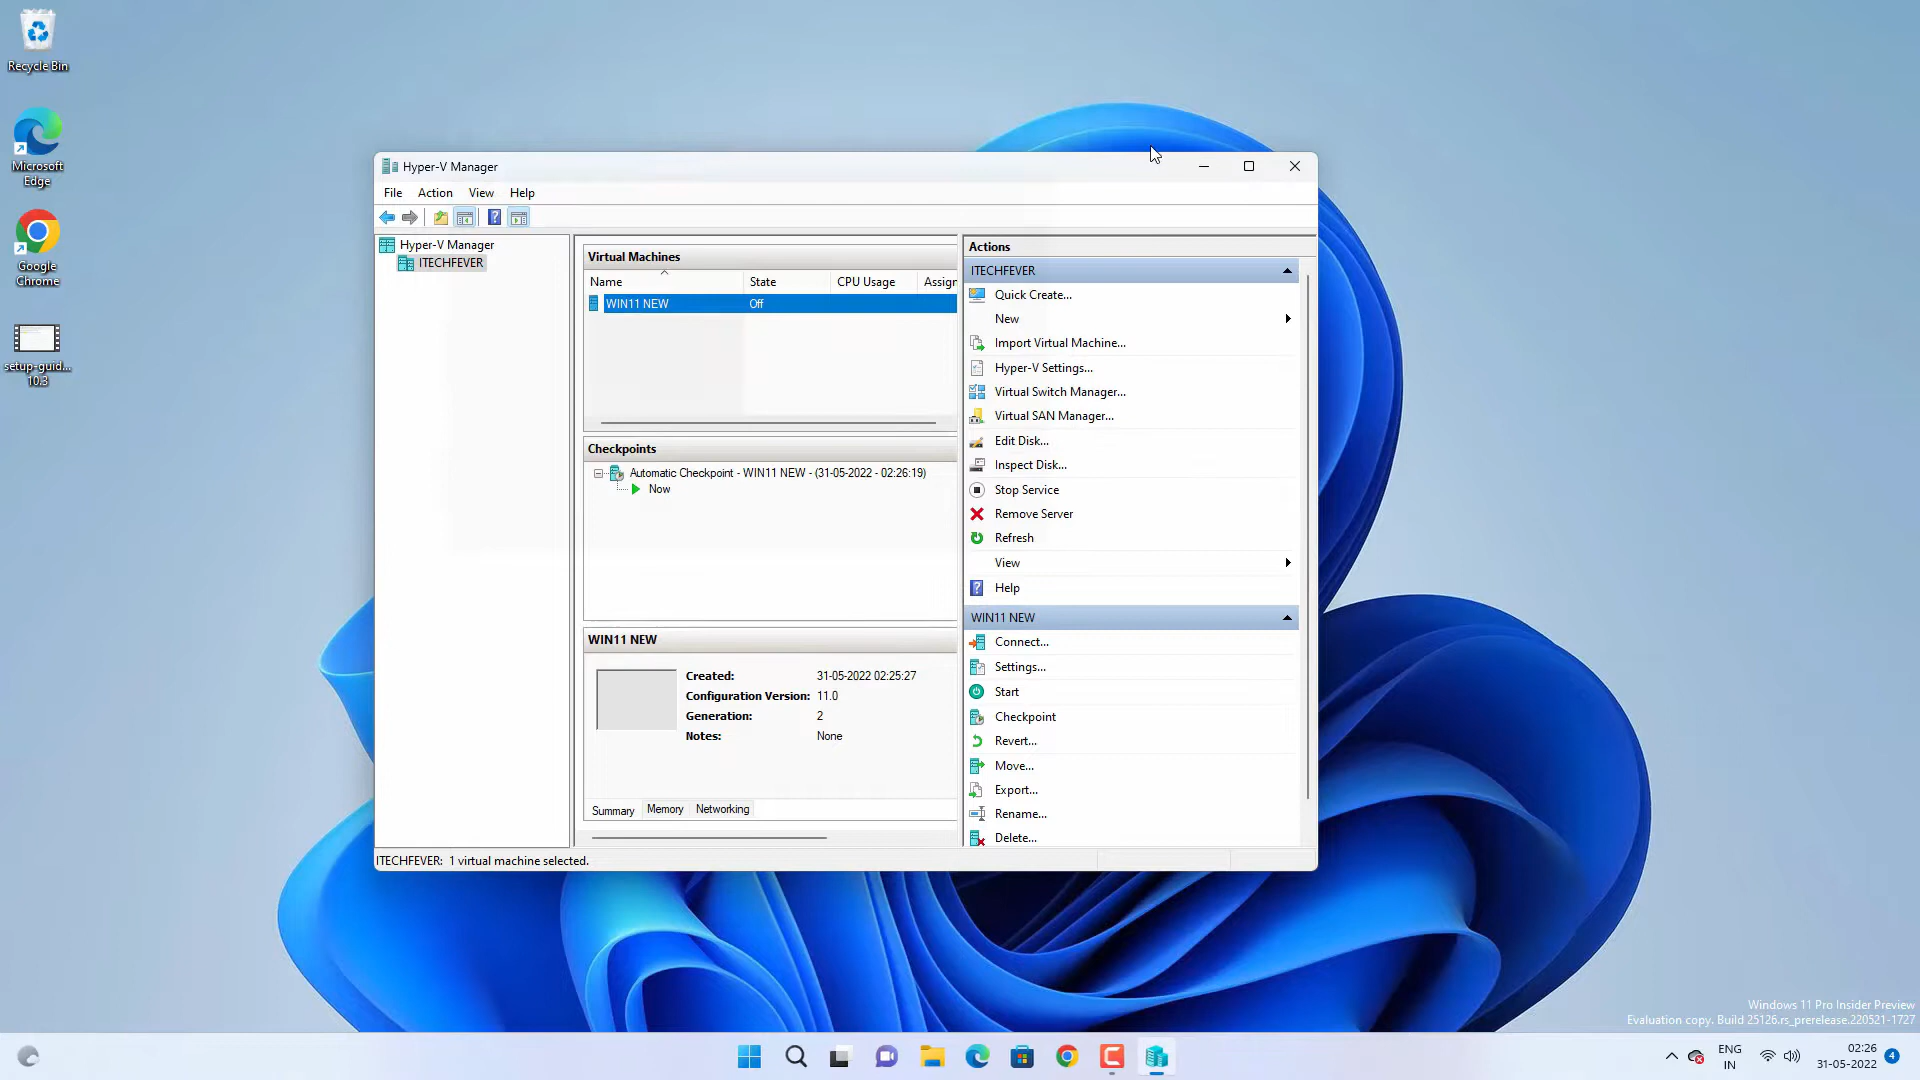 Recycle Bin
Microsoft
Edge
Google
Chrome
setup-guid...
10.3
Hyper-V Manager
File Action View Help
Hyper-V Manager
ITECHFEVER
Virtual Machines
Name State CPU Usage Assign
WIN11 NEW Off
Checkpoints
Automatic Checkpoint - WIN11 NEW - (31-05-2022 - 02:26:19)
Now
WIN11 NEW
Created: 31-05-2022 02:25:27
Configuration Version: 11.0
Generation: 2
Notes: None
Summary Memory Networking
Actions
ITECHFEVER
Quick Create...
New
Import Virtual Machine...
Hyper-V Settings...
Virtual Switch Manager...
Virtual SAN Manager...
Edit Disk...
Inspect Disk...
Stop Service
Remove Server
Refresh
View
Help
WIN11 NEW
Connect...
Settings...
Start
Checkpoint
Revert...
Move...
Export...
Rename...
Delete...
ITECHFEVER: 1 virtual machine selected.
Windows 11 Pro Insider Preview
Evaluation copy. Build 25126.rs_prerelease.220521-1727
ENG
IN
02:26
31-05-2022
4